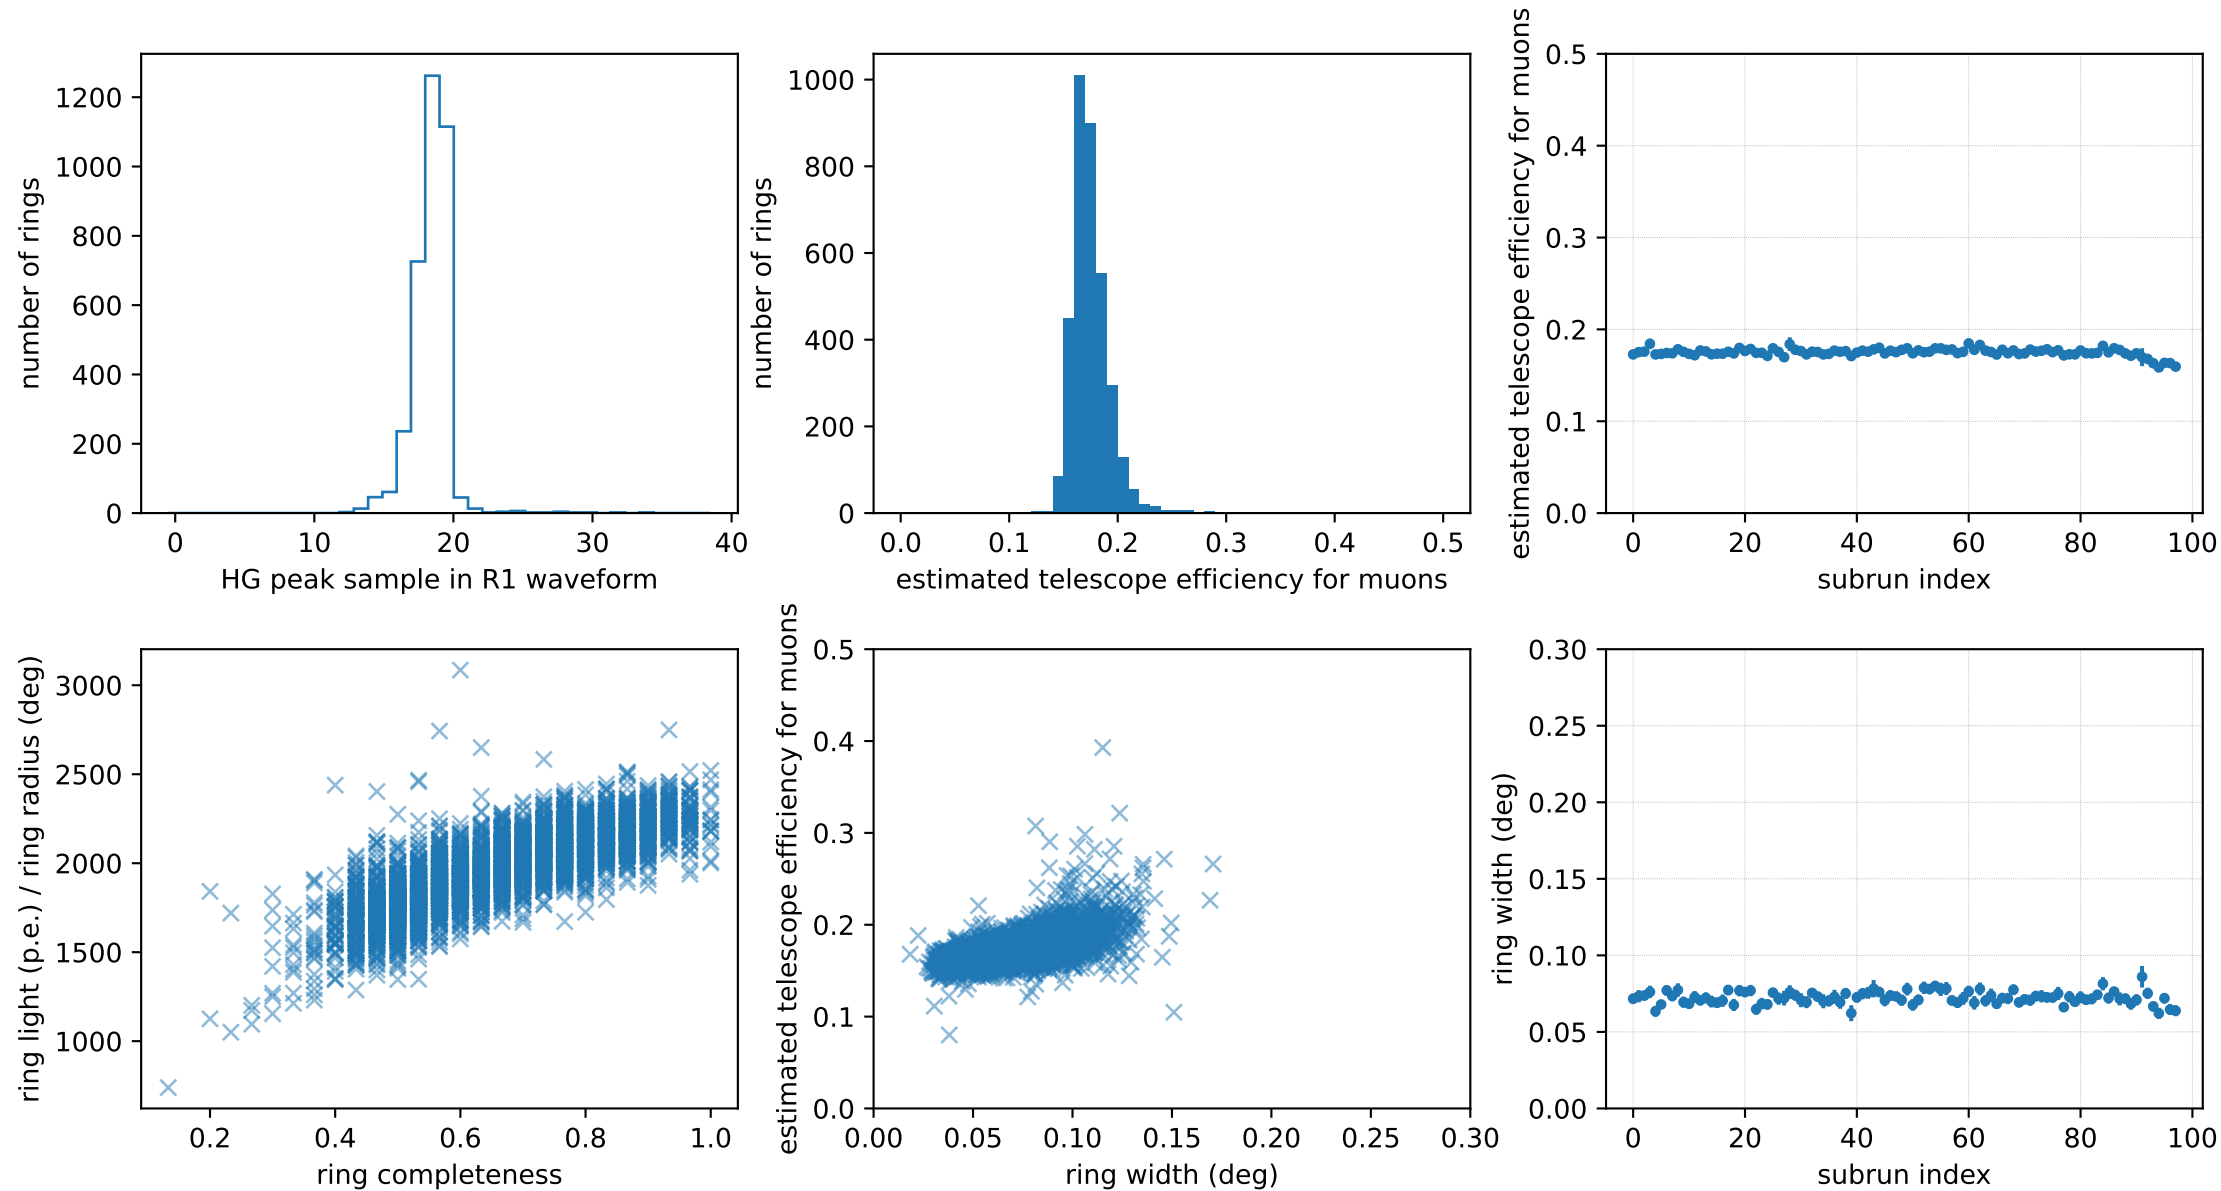 1200
1000
800
600
400
200
0
number of rings
0 10 20 30 40
HG peak sample in R1 waveform
1000
800
600
400
200
0
number of rings
0.0 0.1 0.2 0.3 0.4 0.5
estimated telescope efficiency for muons
0.5
0.4
0.3
0.2
0.1
0.0
estimated telescope efficiency for muons
0 20 40 60 80 100
subrun index
3000
2500
2000
1500
1000
ring light (p.e.) / ring radius (deg)
0.2 0.4 0.6 0.8 1.0
ring completeness
0.5
0.4
0.3
0.2
0.1
0.0
estimated telescope efficiency for muons
0.00 0.05 0.10 0.15 0.20 0.25 0.30
ring width (deg)
0.30
0.25
0.20
0.15
0.10
0.05
0.00
ring width (deg)
0 20 40 60 80 100
subrun index